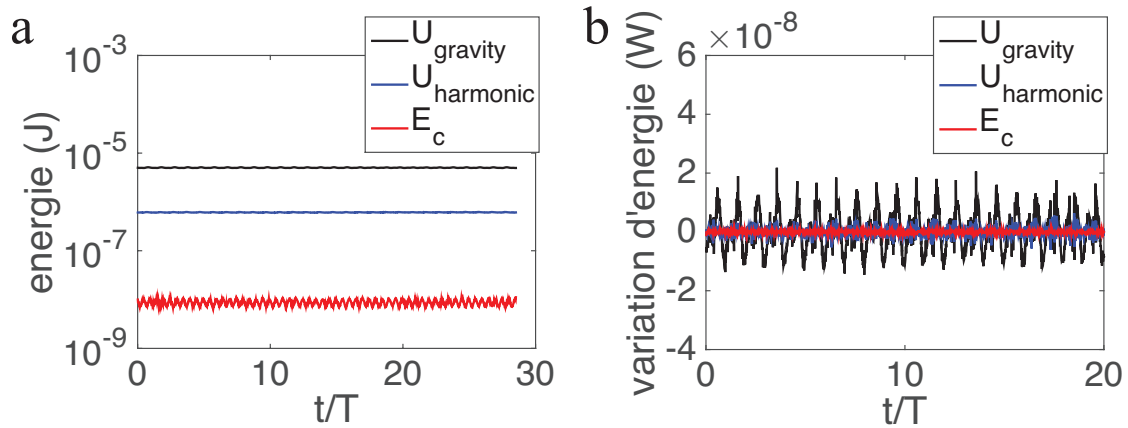 a
energie (J)
10⁻³
10⁻⁵
10⁻⁷
10⁻⁹
U_gravity
U_harmonic
E_c
0 10 20 30
t/T
b
variation d'energie (W)
×10⁻⁸
6
4
2
0
-2
-4
U_gravity
U_harmonic
E_c
0 10 20
t/T